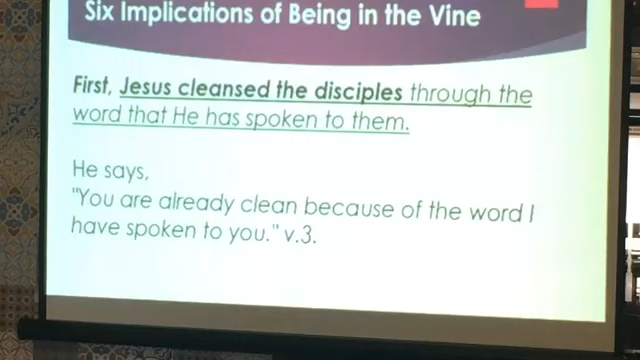 Six Implications of Being in the Vine
First, Jesus cleansed the disciples through the
word that He has spoken to them.
He says,
"You are already clean because of the word I
have spoken to you." v.3.